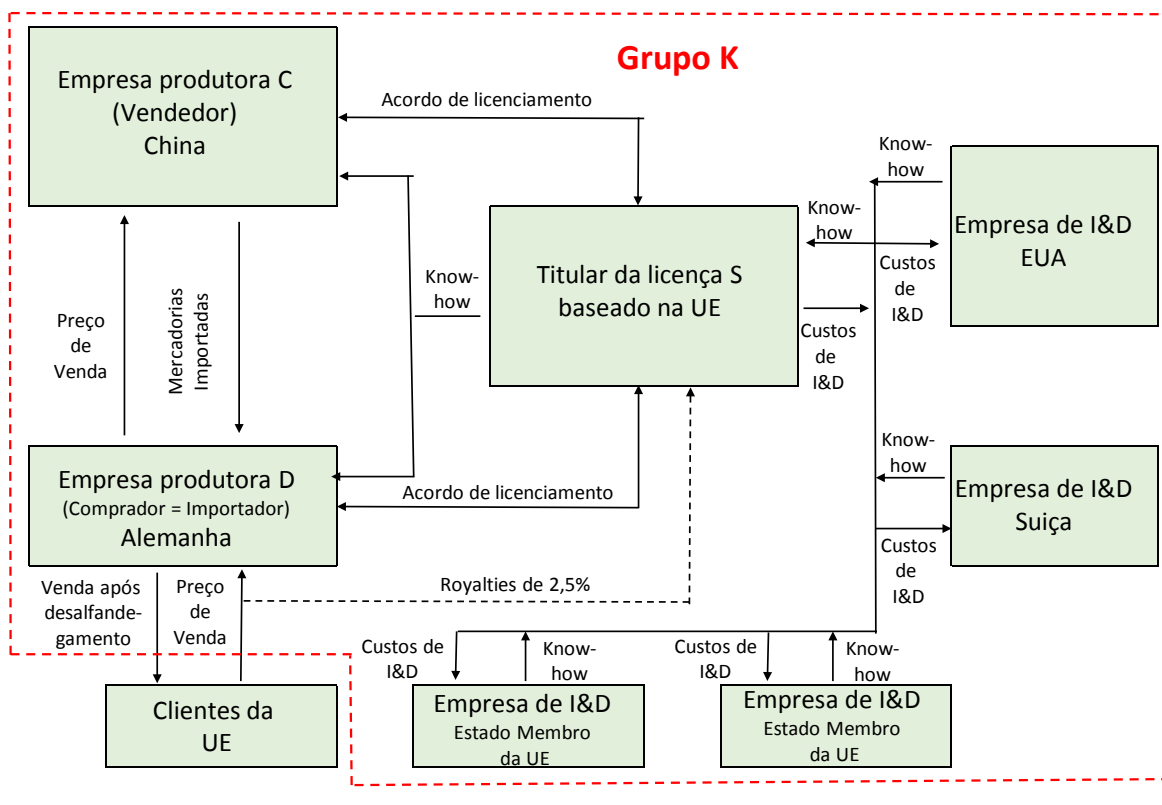 Grupo K
Empresa produtora C
(Vendedor)
China
Acordo de licenciamento
Know-
how
Empresa de I&D
EUA
Know-
how
Custos
de
I&D
Titular da licença S
baseado na UE
Know-
how
Custos
de
I&D
Preço
de
Venda
Mercadorias
Importadas
Empresa produtora D
(Comprador = Importador)
Alemanha
Acordo de licenciamento
Know-
how
Empresa de I&D
Suiça
Custos
de
I&D
Venda após
desalfande-
gamento
Preço
de
Venda
Royalties de 2,5%
Custos de
I&D
Know-
how
Custos de
I&D
Know-
how
Clientes da
UE
Empresa de I&D
Estado Membro
da UE
Empresa de I&D
Estado Membro
da UE